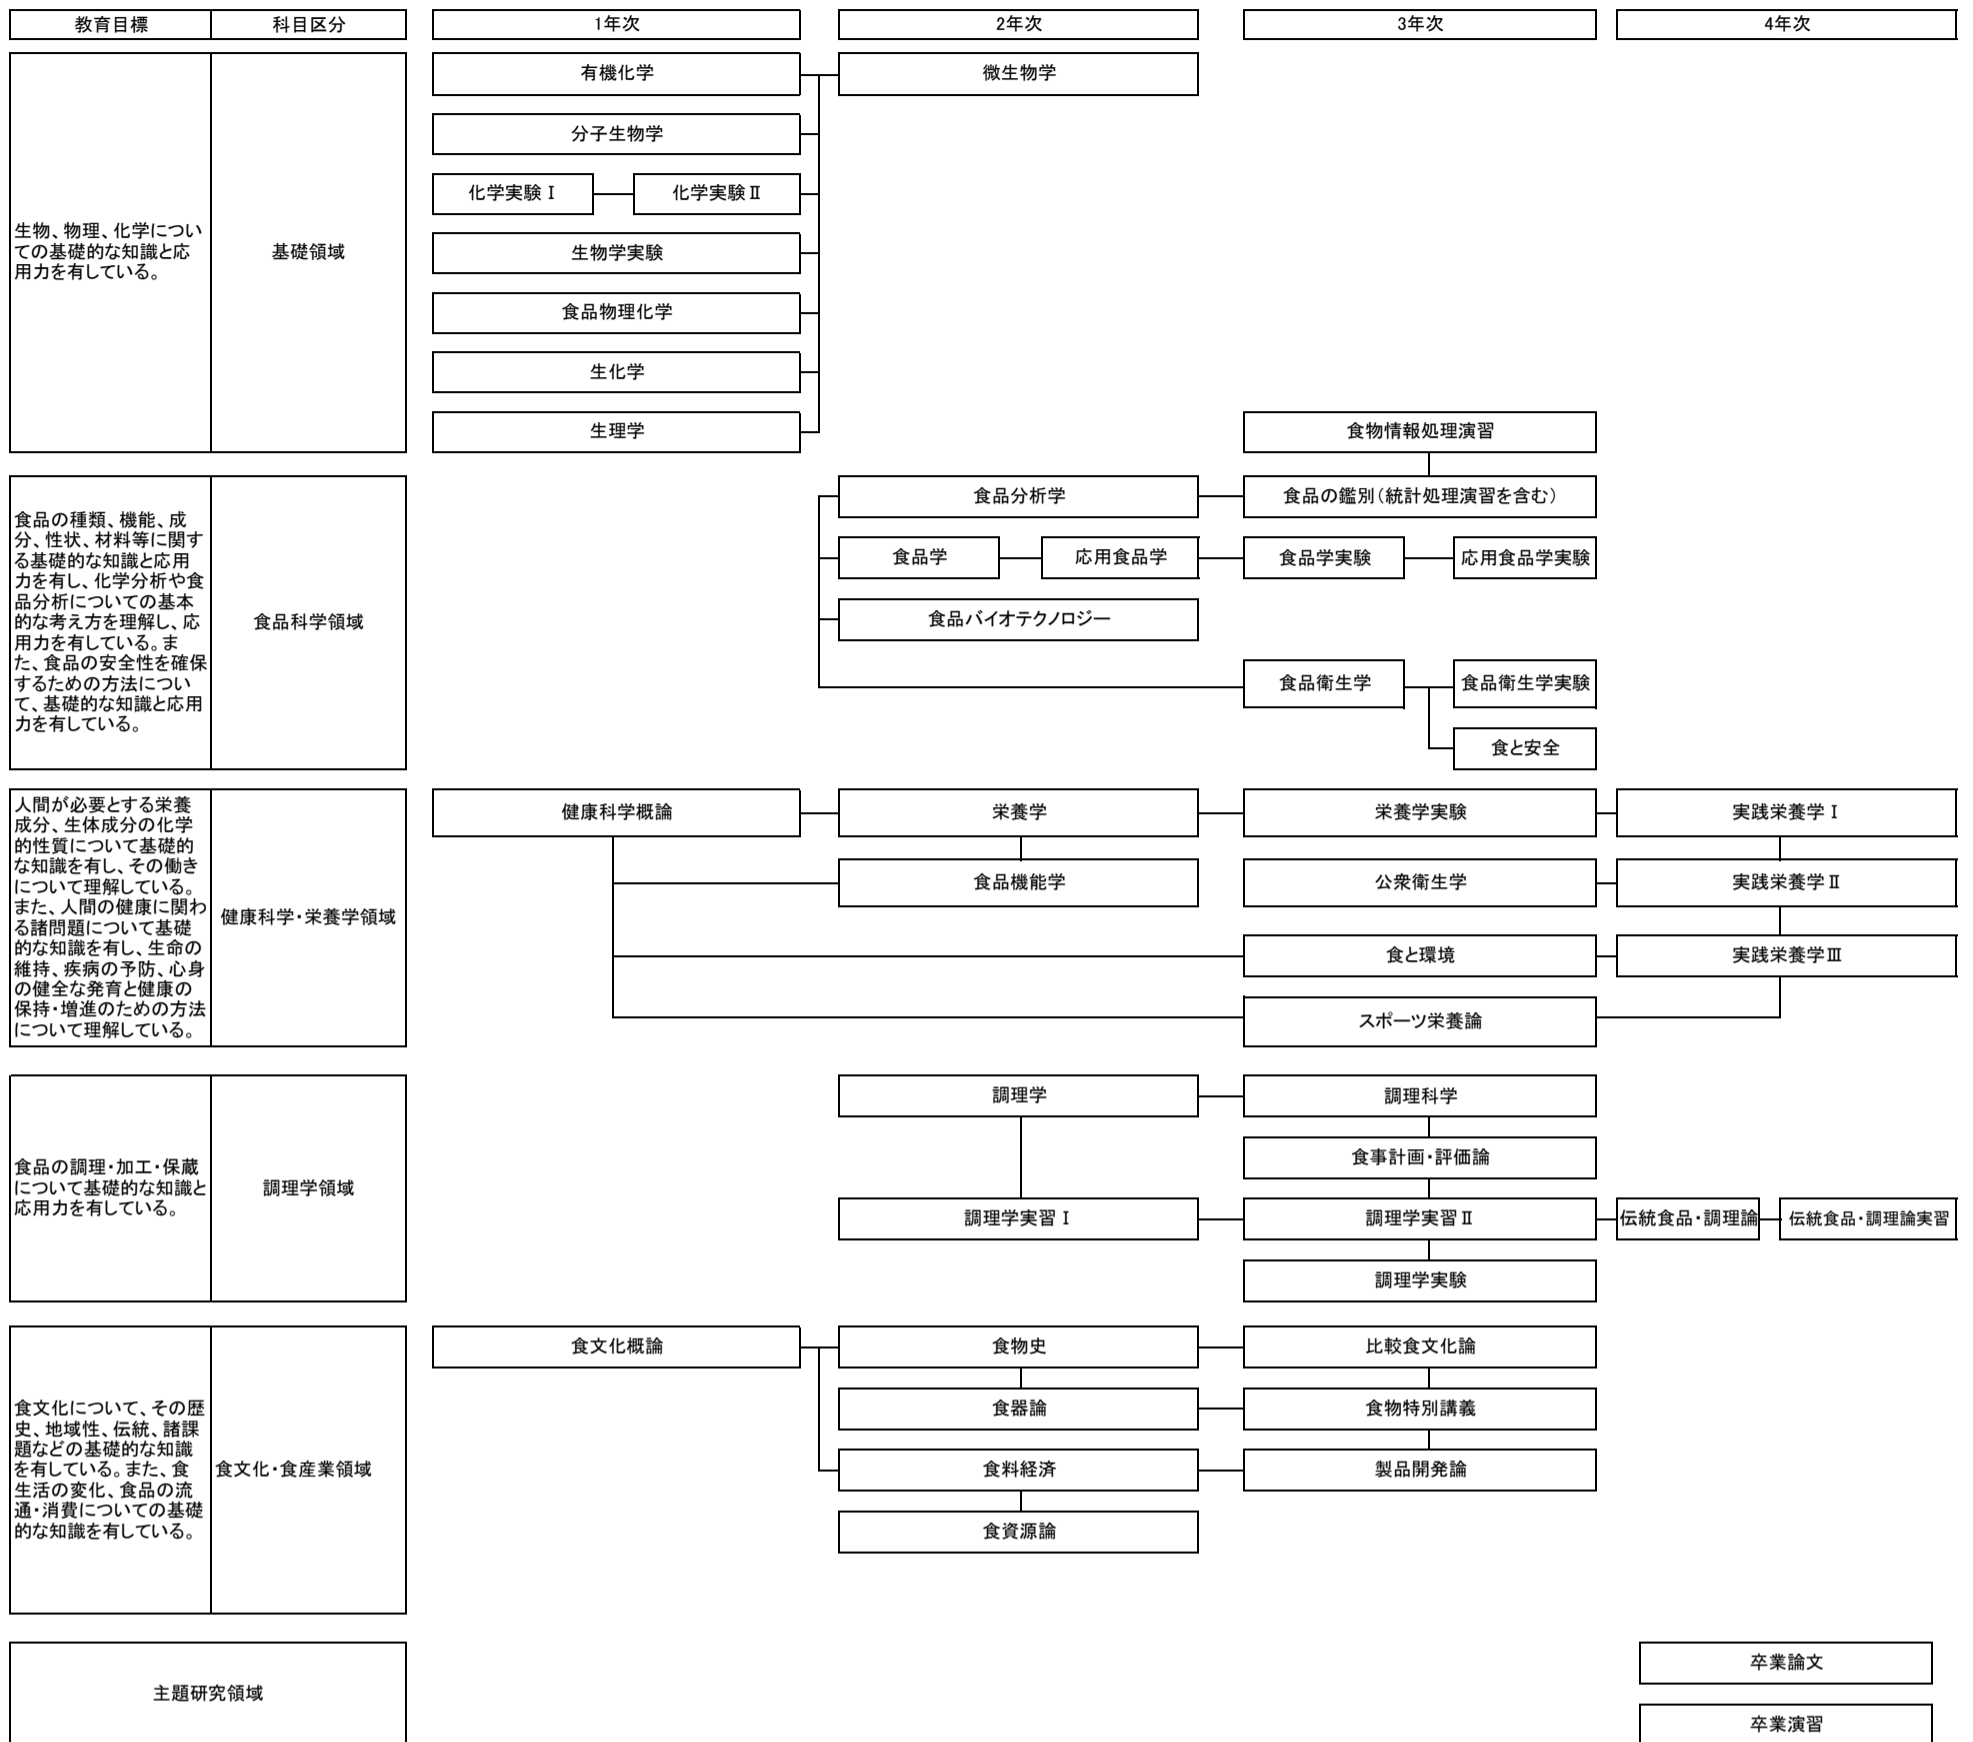 教育目標
科目区分
1年次
2年次
3年次
4年次
生物、物理、化学につい
ての基礎的な知識と応
用力を有している。
基礎領域
有機化学
微生物学
分子生物学
化学実験Ⅰ
化学実験Ⅱ
生物学実験
食品物理化学
生化学
生理学
食物情報処理演習
食品の種類、機能、成
分、性状、材料等に関す
る基礎的な知識と応用
力を有し、化学分析や食
品分析についての基本
的な考え方を理解し、応
用力を有している。ま
た、食品の安全性を確保
するための方法につい
て、基礎的な知識と応用
力を有している。
食品科学領域
食品分析学
食品の鑑別(統計処理演習を含む)
食品学
応用食品学
食品学実験
応用食品学実験
食品バイオテクノロジー
食品衛生学
食品衛生学実験
食と安全
人間が必要とする栄養
成分、生体成分の化学
的性質について基礎的
な知識を有し、その働き
について理解している。
また、人間の健康に関わ
る諸問題について基礎
的な知識を有し、生命の
維持、疾病の予防、心身
の健全な発育と健康の
保持・増進のための方法
について理解している。
健康科学・栄養学領域
健康科学概論
栄養学
栄養学実験
実践栄養学Ⅰ
食品機能学
公衆衛生学
実践栄養学Ⅱ
食と環境
実践栄養学Ⅲ
スポーツ栄養論
食品の調理・加工・保蔵
について基礎的な知識と
応用力を有している。
調理学領域
調理学
調理科学
食事計画・評価論
調理学実習Ⅰ
調理学実習Ⅱ
伝統食品・調理論
伝統食品・調理論実習
調理学実験
食文化について、その歴
史、地域性、伝統、諸課
題などの基礎的な知識
を有している。また、食
生活の変化、食品の流
通・消費についての基礎
的な知識を有している。
食文化・食産業領域
食文化概論
食物史
比較食文化論
食器論
食物特別講義
食料経済
製品開発論
食資源論
主題研究領域
卒業論文
卒業演習